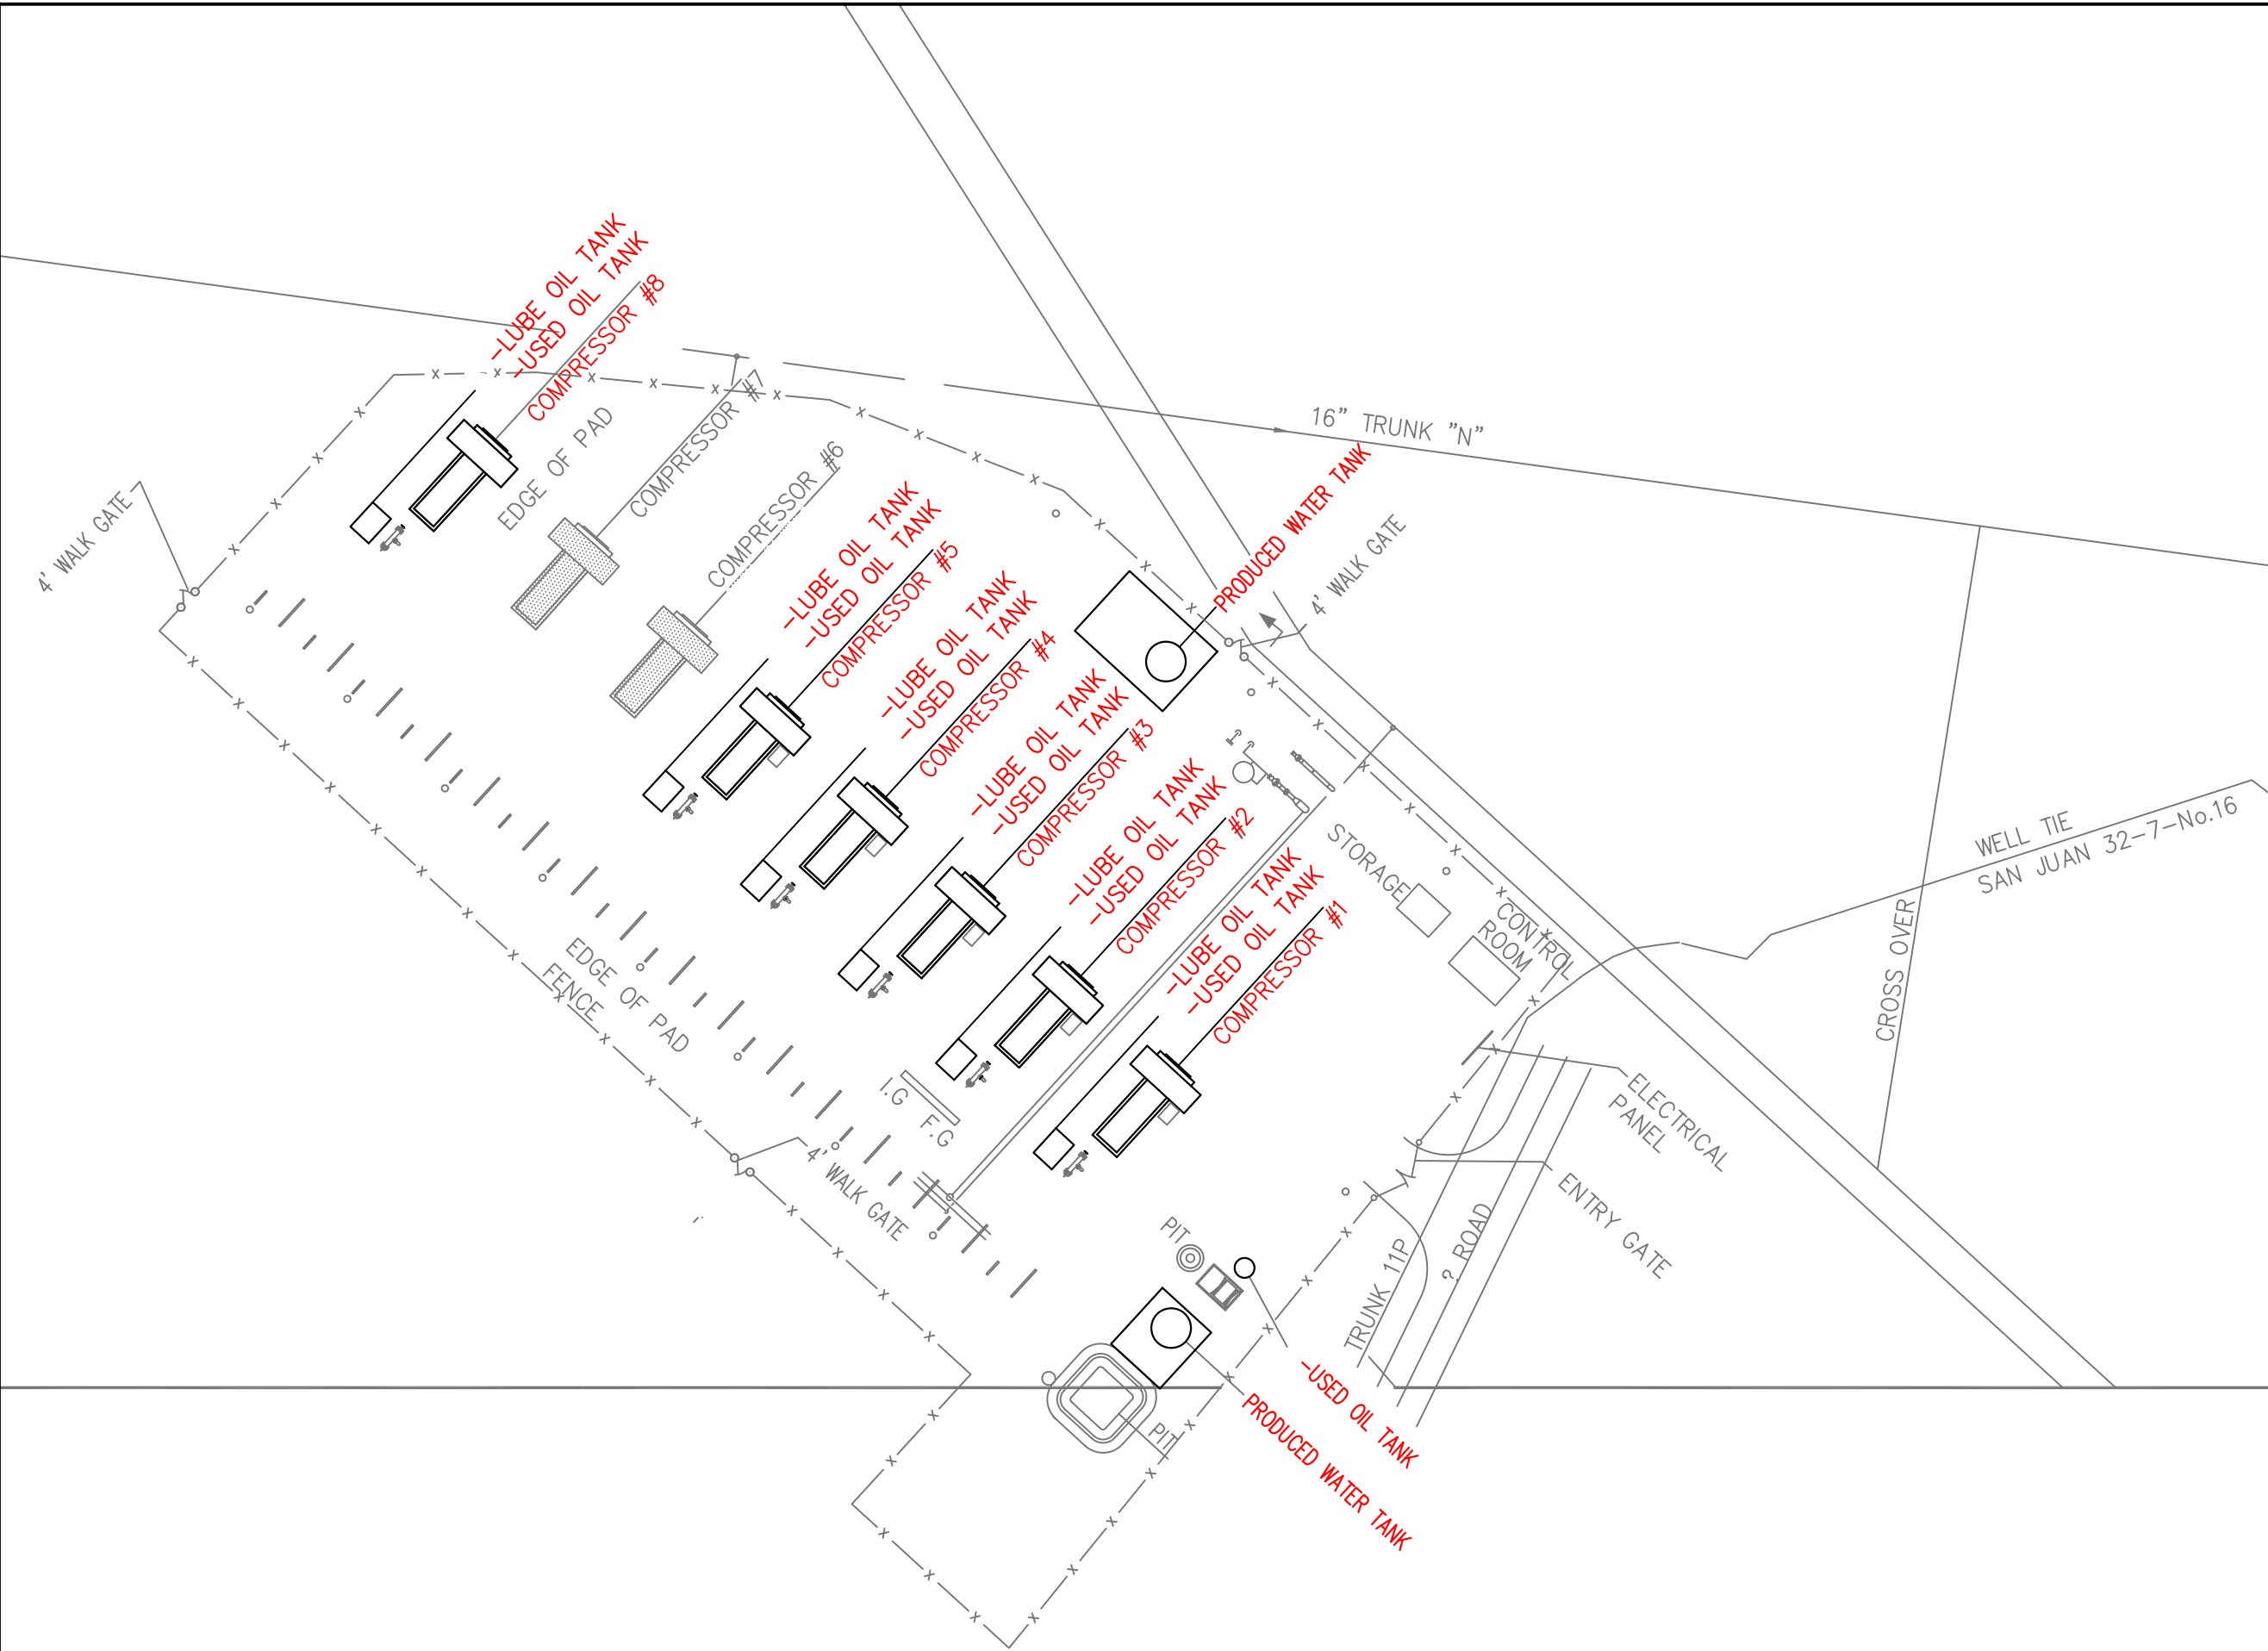 -LUBE OIL TANK
-USED OIL TANK
COMPRESSOR #8
EDGE OF PAD
COMPRESSOR #7
COMPRESSOR #6
4' WALK GATE
16" TRUNK "N"
PRODUCED WATER TANK
4' WALK GATE
-LUBE OIL TANK
-USED OIL TANK
COMPRESSOR #5
-LUBE OIL TANK
-USED OIL TANK
COMPRESSOR #4
-LUBE OIL TANK
-USED OIL TANK
COMPRESSOR #3
-LUBE OIL TANK
-USED OIL TANK
COMPRESSOR #2
-LUBE OIL TANK
-USED OIL TANK
COMPRESSOR #1
STORAGE
CONTROL
ROOM
WELL TIE
SAN JUAN 32-7-No.16
CROSS OVER
EDGE OF PAD
FENCE
I.G F.G
4' WALK GATE
ELECTRICAL
PANEL
ENTRY GATE
? ROAD
TRUNK 11P
PIT
PIT
-USED OIL TANK
PRODUCED WATER TANK